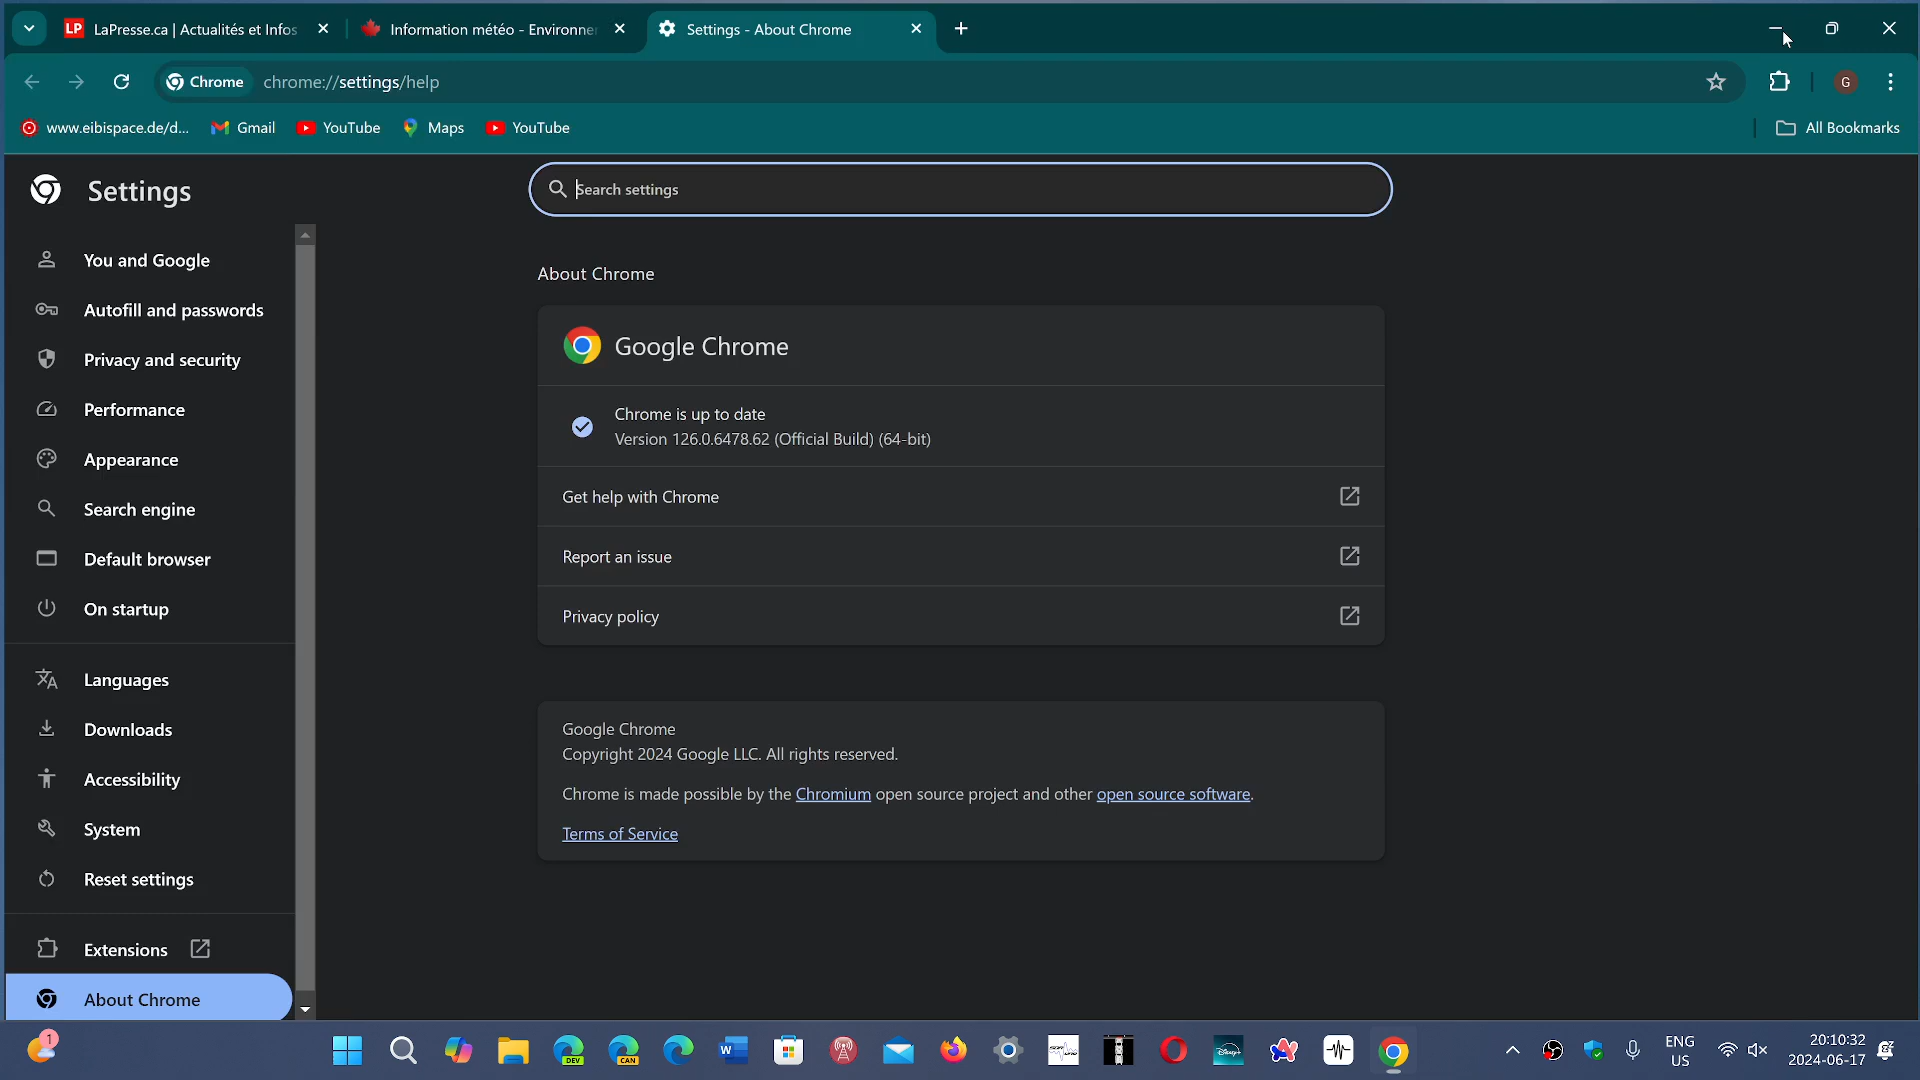 LP LaPresse.ca | Actualités et Infos
Information météo - Environne
Settings - About Chrome
Chrome chrome://settings/help
G
www.eibispace.de/d...
Gmail
YouTube
Maps
YouTube
All Bookmarks
Settings
Search settings
You and Google
Autofill and passwords
Privacy and security
Performance
Appearance
Search engine
Default browser
On startup
Languages
Downloads
Accessibility
System
Reset settings
Extensions
About Chrome
About Chrome
Google Chrome
Chrome is up to date
Version 126.0.6478.62 (Official Build) (64-bit)
Get help with Chrome
Report an issue
Privacy policy
Google Chrome
Copyright 2024 Google LLC. All rights reserved.
Chrome is made possible by the Chromium open source project and other open source software.
Terms of Service
1
DEV
CAN
W
Disney+
ENG
US
20:10:32
2024-06-17